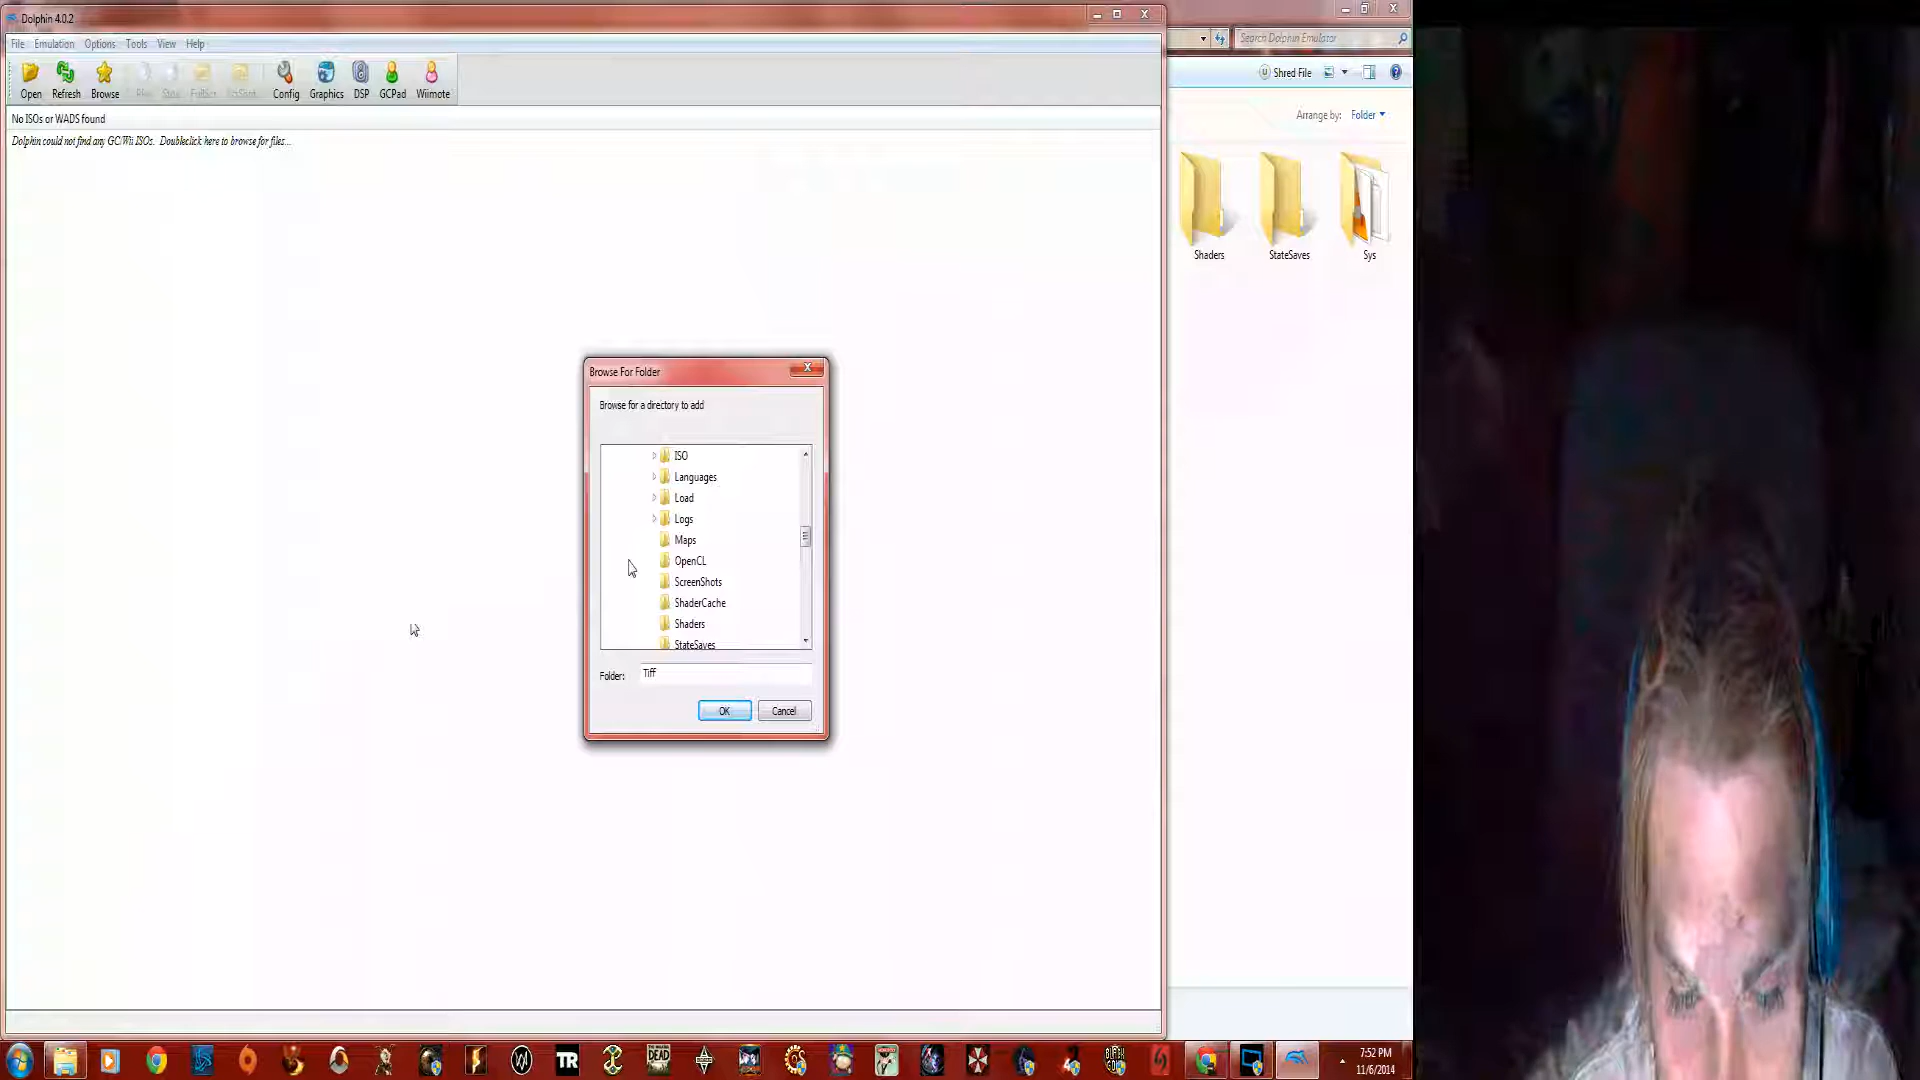 Dolphin 4.0.2
File Emulation Options Tools View Help
Open Refresh Browse Config Graphics DSP GCPad Wiimote
No ISOs or WADS found
Dolphin could not find any GC/Wii ISOs. Doubleclick here to browse for files...
Search Dolphin Emulator
Shred File
Arrange by: Folder
Shaders StateSaves Sys
Browse For Folder
Browse for a directory to add
ISO
Languages
Load
Logs
Maps
OpenCL
ScreenShots
ShaderCache
Shaders
StateSaves
Folder: Tiff
OK Cancel
TR
DEAD
7:52 PM
11/6/2014